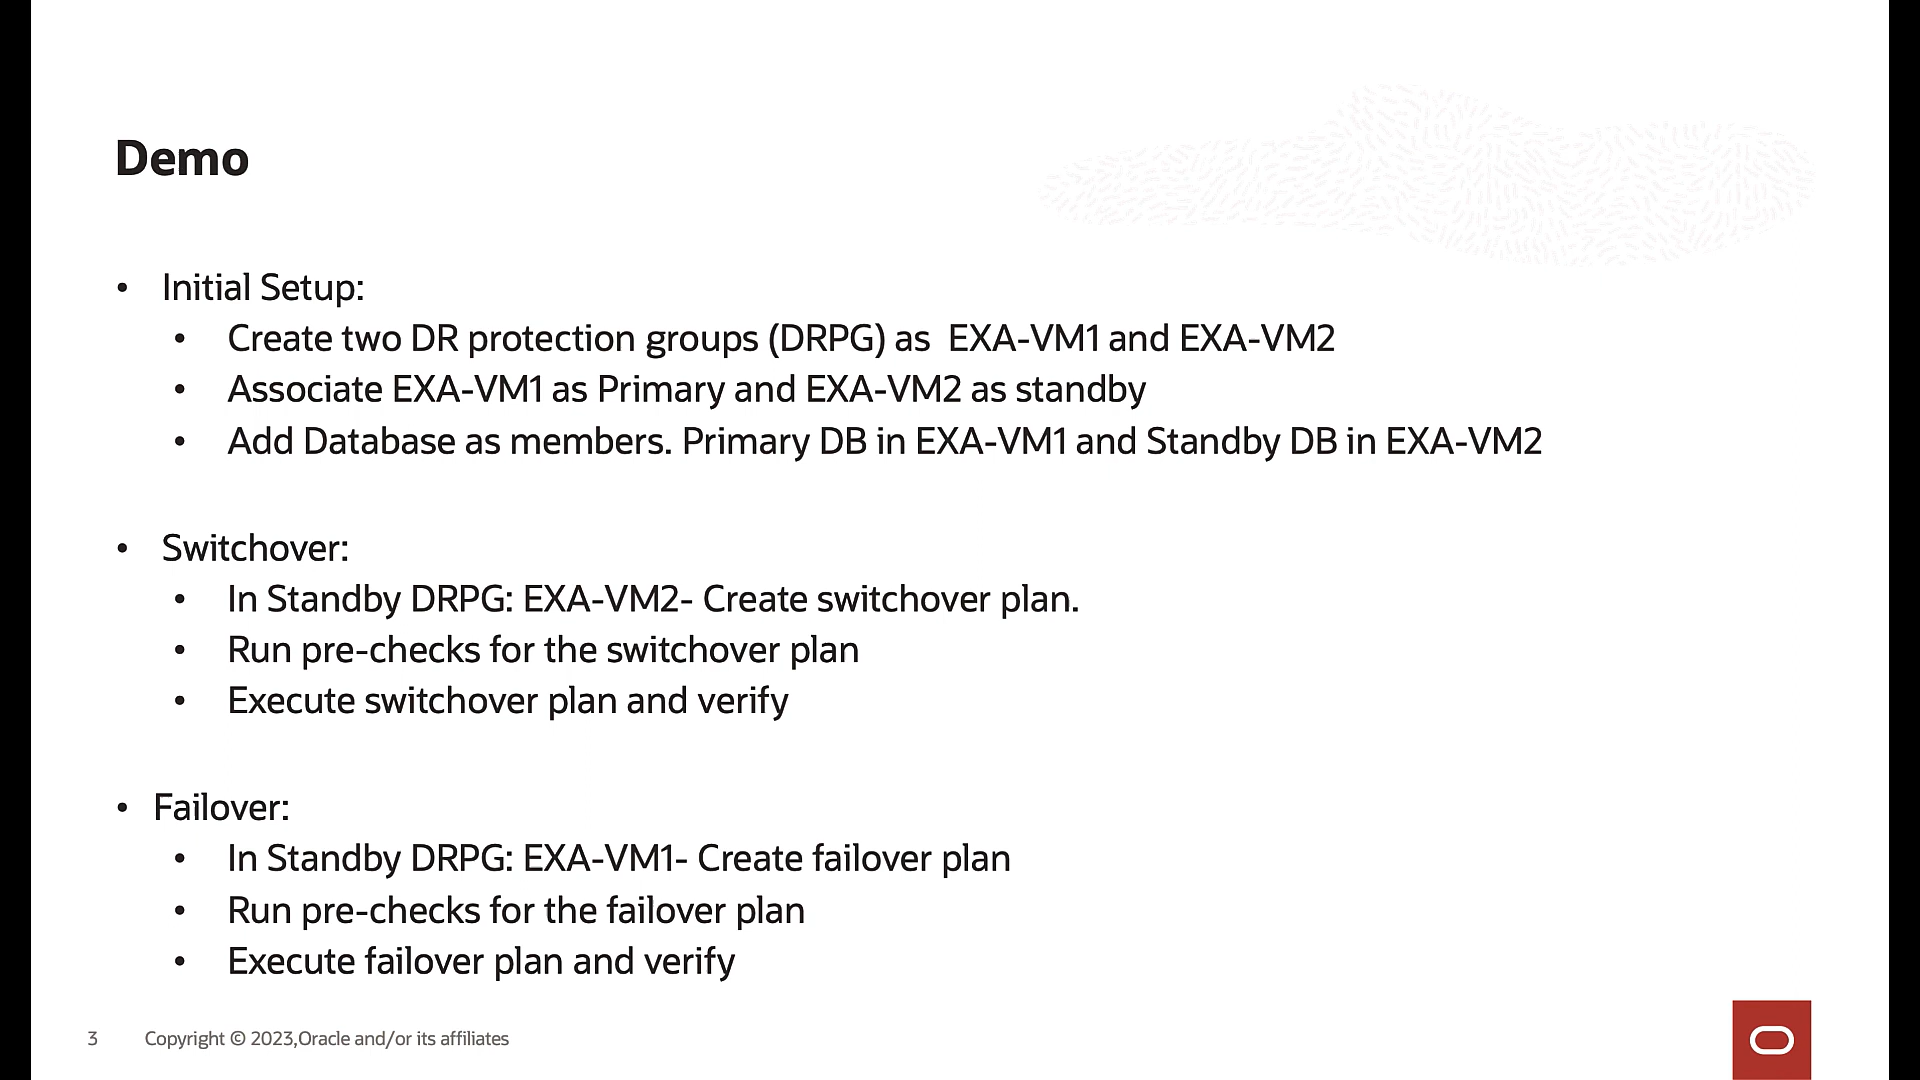 Demo
• Initial Setup:
• Create two DR protection groups (DRPG) as  EXA-VM1 and EXA-VM2
• Associate EXA-VM1 as Primary and EXA-VM2 as standby
• Add Database as members. Primary DB in EXA-VM1 and Standby DB in EXA-VM2
• Switchover:
• In Standby DRPG: EXA-VM2- Create switchover plan.
• Run pre-checks for the switchover plan
• Execute switchover plan and verify
• Failover:
• In Standby DRPG: EXA-VM1- Create failover plan
• Run pre-checks for the failover plan
• Execute failover plan and verify
3 Copyright © 2023,Oracle and/or its affiliates